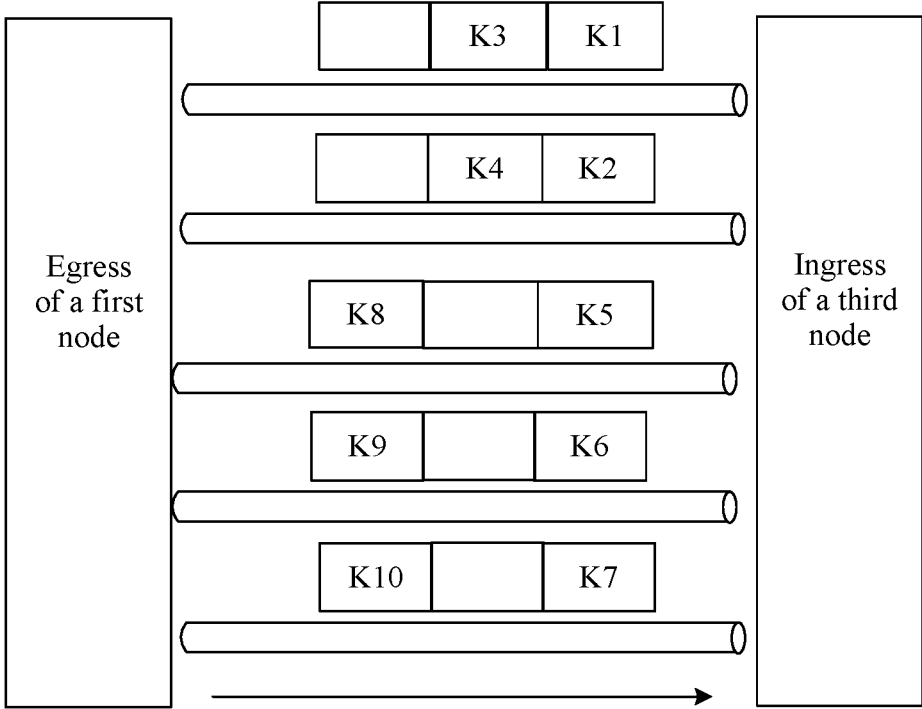 K3 K1
K4 K2
Egress
of a first
node
K8 K5
K9 K6
K10 K7
Ingress
of a third
node